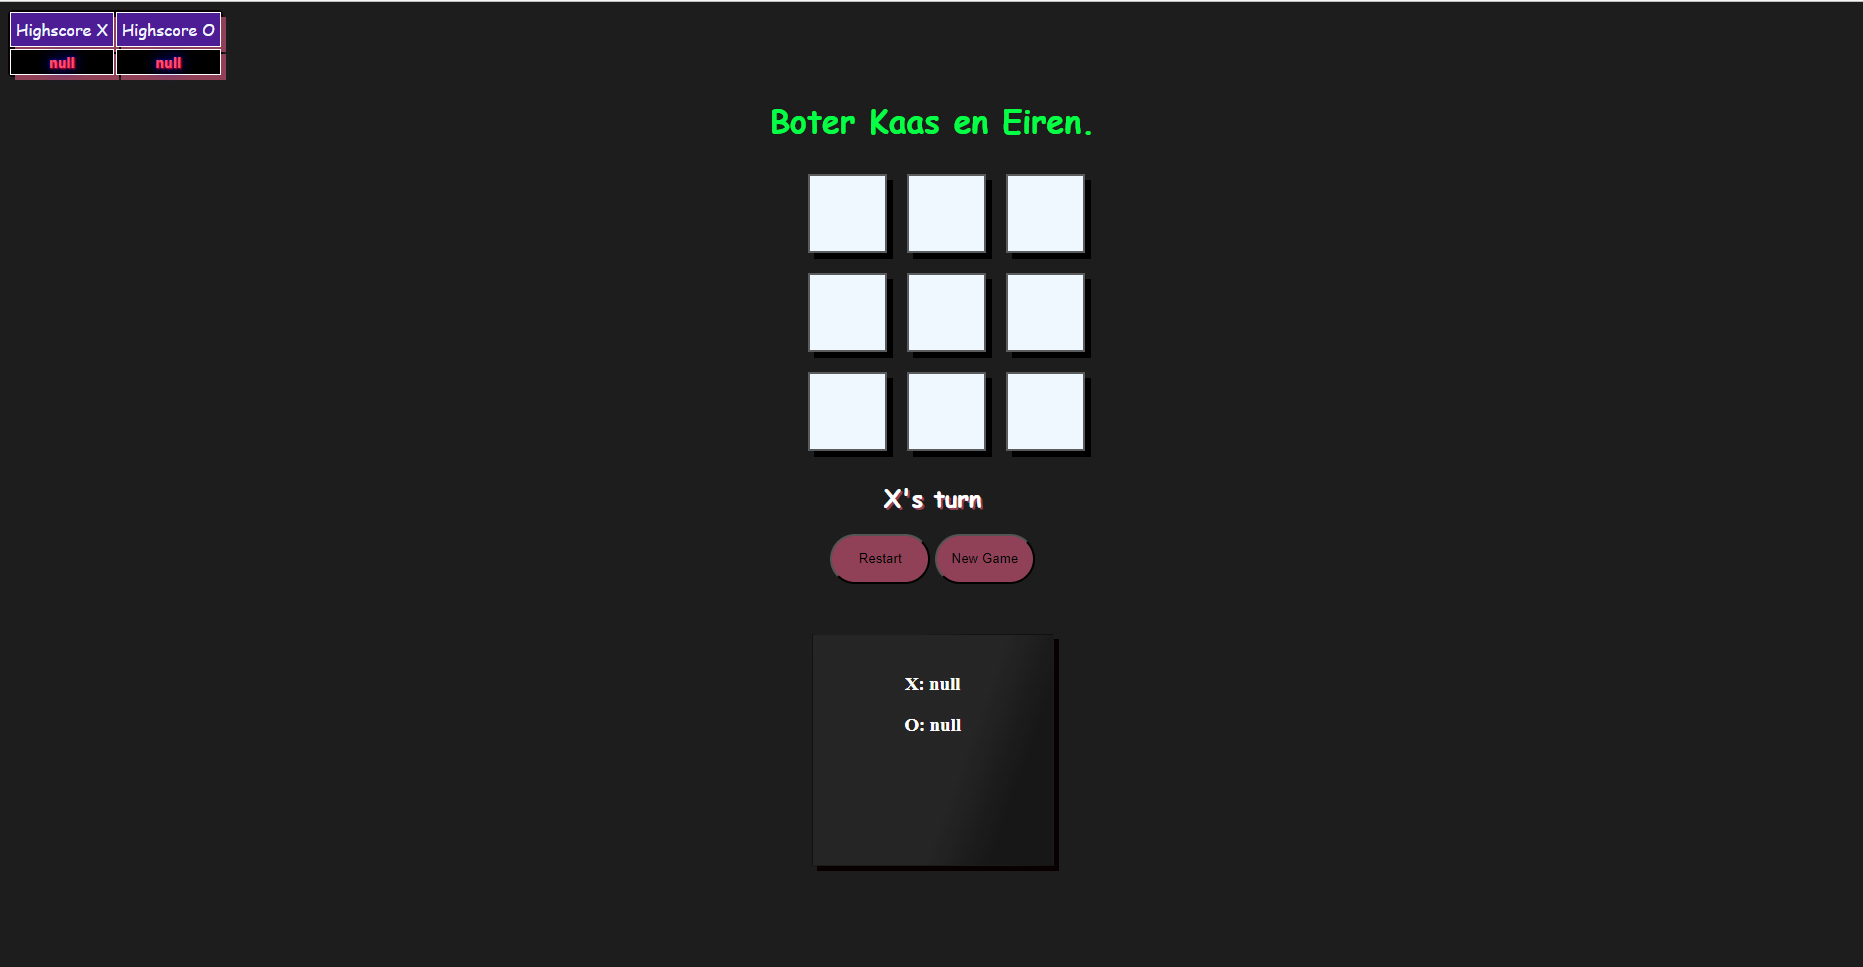 Highscore X Highscore O
null null
Boter Kaas en Eiren.
X's turn
Restart New Game
X: null
O: null